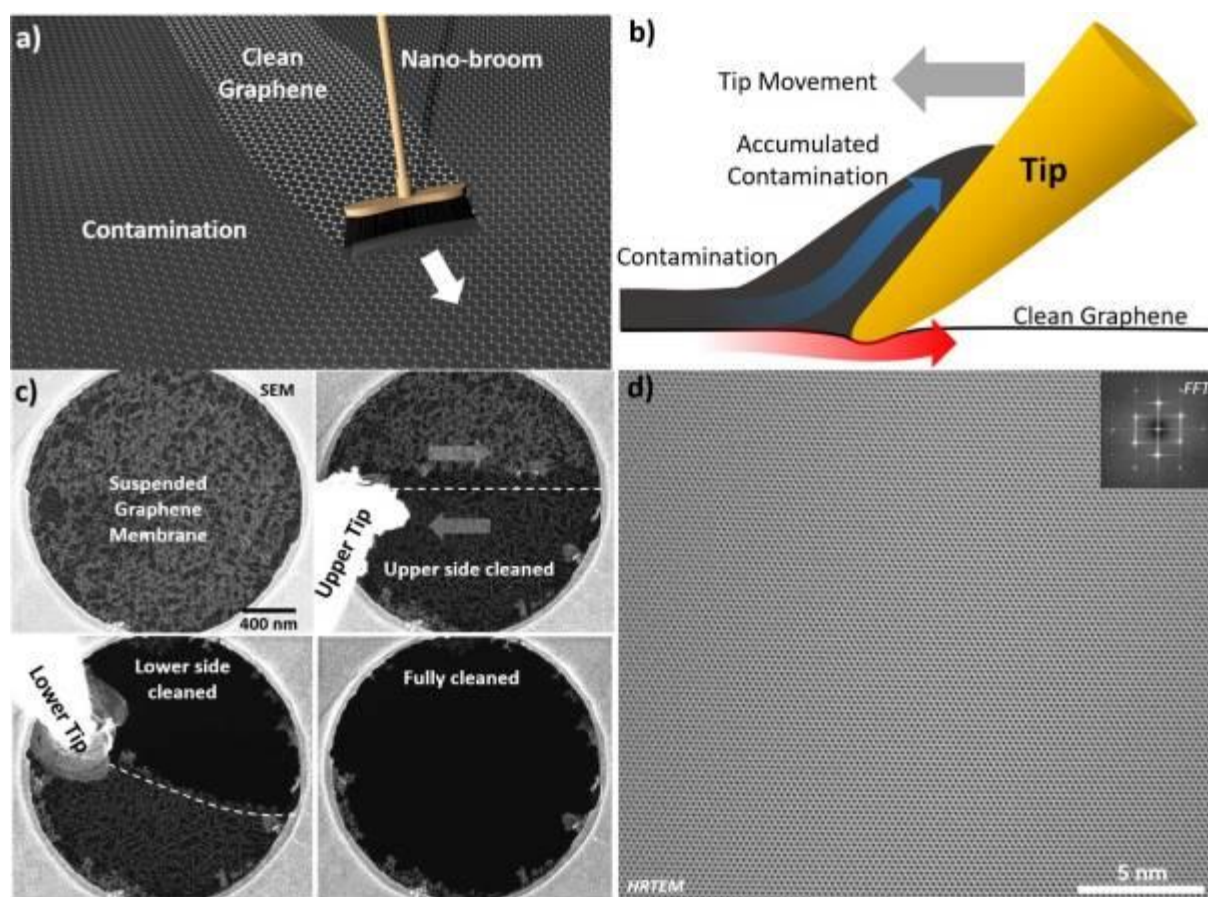 a)
Clean
Graphene
Nano-broom
Contamination
b)
Tip Movement
Accumulated
Contamination
Tip
Contamination
Clean Graphene
c)
SEM
Suspended
Graphene
Membrane
400 nm
Upper Tip
Upper side cleaned
Lower Tip
Lower side
cleaned
Fully cleaned
d)
FFT
HRTEM
5 nm